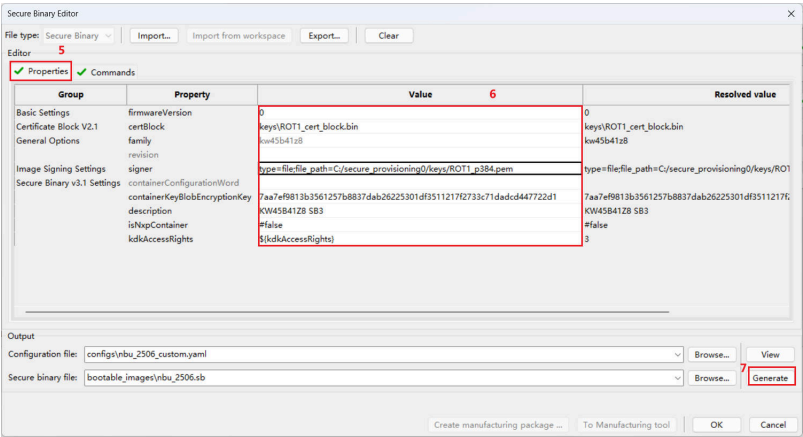 Secure Binary Editor
File type: Secure Binary Import... Import from workspace Export... Clear
Editor 5
Properties Commands
Group Property Value 6 Resolved value
Basic Settings firmwareVersion 0 0
Certificate Block V2.1 certBlock keys\ROT1_cert_block.bin keys\ROT1_cert_block.bin
General Options family kw45b41z8 kw45b41z8
revision
Image Signing Settings signer type=file;file_path=C:/secure_provisioning0/keys/ROT1_p384.pem type=file;file_path=C:/secure_provisioning0/keys/ROT
Secure Binary v3.1 Settings containerConfigurationWord
containerKeyBlobEncryptionKey 7aa7ef9813b3561257b8837dab26225301df3511217f2733c71dadcd447722d1 7aa7ef9813b3561257b8837dab26225301df3511217f
description KW45B41Z8 SB3 KW45B41Z8 SB3
isNxpContainer #false #false
kdkAccessRights $(kdkAccessRights) 3
Output
Configuration file: configs\nbu_2506_custom.yaml Browse... View
7
Secure binary file: bootable_images\nbu_2506.sb Browse... Generate
Create manufacturing package ... To Manufacturing tool OK Cancel